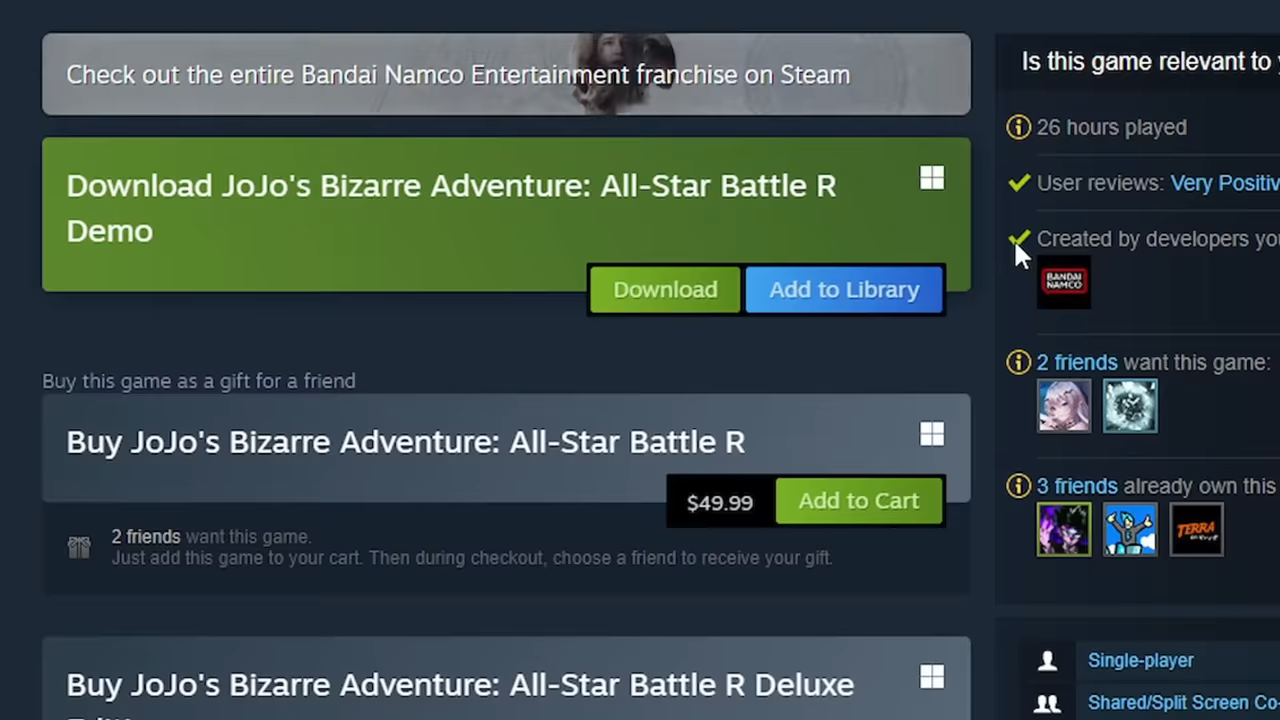 Check out the entire Bandai Namco Entertainment franchise on Steam
Download JoJo's Bizarre Adventure: All-Star Battle R
Demo
Download
Add to Library
Buy this game as a gift for a friend
Buy JoJo's Bizarre Adventure: All-Star Battle R
$49.99
Add to Cart
2 friends want this game.
Just add this game to your cart. Then during checkout, choose a friend to receive your gift.
Buy JoJo's Bizarre Adventure: All-Star Battle R Deluxe
Is this game relevant to
26 hours played
User reviews: Very Positiv
Created by developers yo
BANDAI
NAMCO
2 friends want this game:
3 friends already own this
TERRA
Single-player
Shared/Split Screen Co